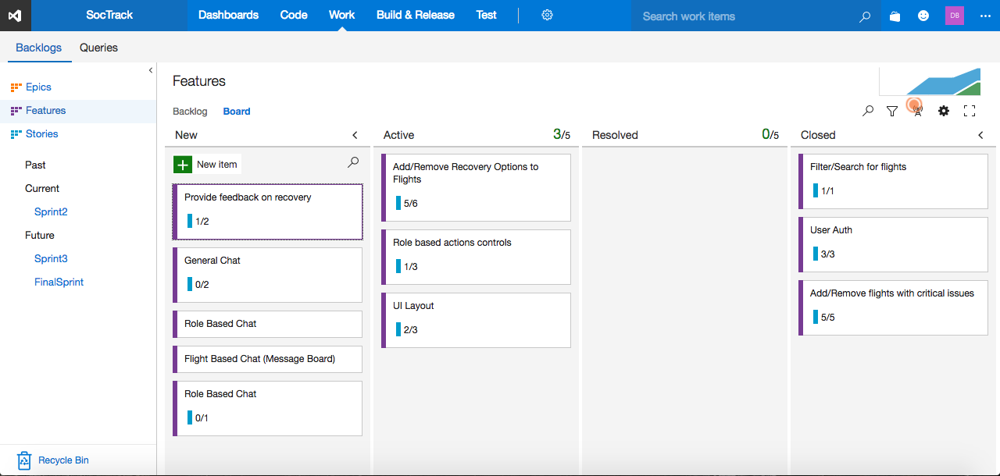 SocTrack
Dashboards Code Work Build & Release Test
Search work items
DB
Backlogs Queries
Epics
Features
Stories
Past
Current
Sprint2
Future
Sprint3
FinalSprint
Recycle Bin
Features
Backlog Board
New
New item
Provide feedback on recovery
1/2
General Chat
0/2
Role Based Chat
Flight Based Chat (Message Board)
Role Based Chat
0/1
Active 3/5
Add/Remove Recovery Options to
Flights
5/6
Role based actions controls
1/3
UI Layout
2/3
Resolved 0/5
Closed
Filter/Search for flights
1/1
User Auth
3/3
Add/Remove flights with critical issues
5/5